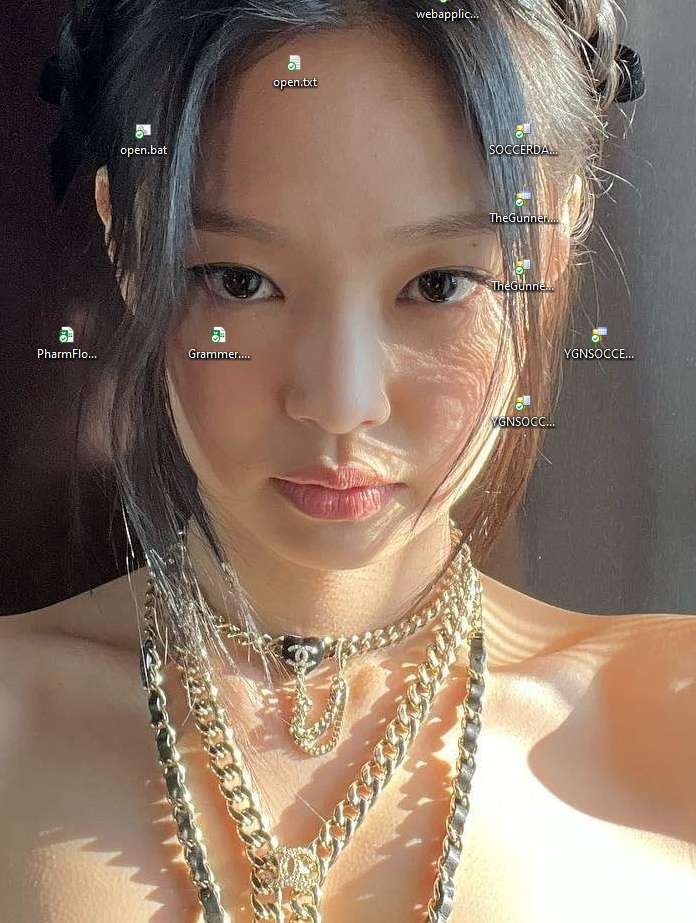 webapplic...
open.txt
open.bat
SOCCERDA...
TheGunner....
TheGunne...
PharmFlo...
Grammer....
YGNSOCCE...
YGNSOCC...